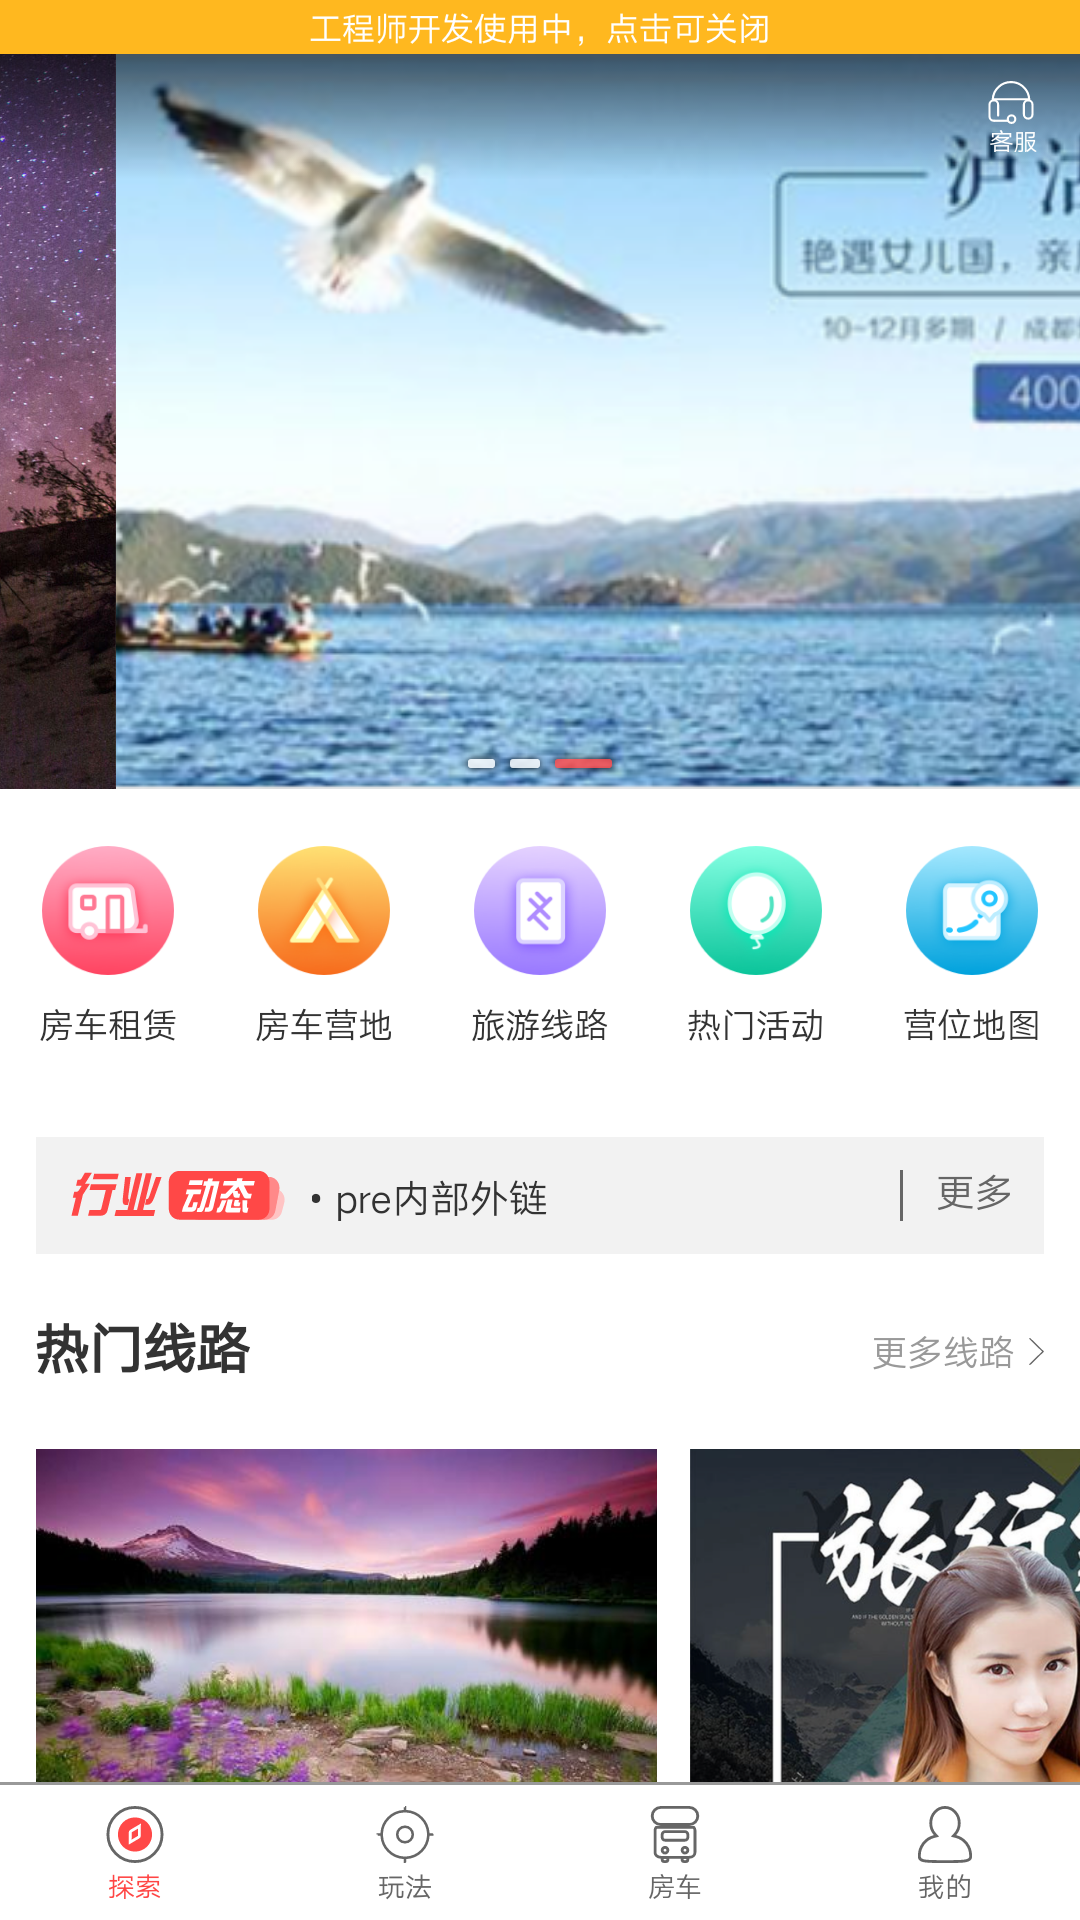 工程师开发使用中，点击可关闭
客服
泸沽
艳遇女儿国，亲
10-12月多期 / 成都
400
房车租赁
房车营地
旅游线路
热门活动
营位地图
行业 动态 · pre内部外链 更多
热门线路
更多线路
旅行
探索
玩法
房车
我的